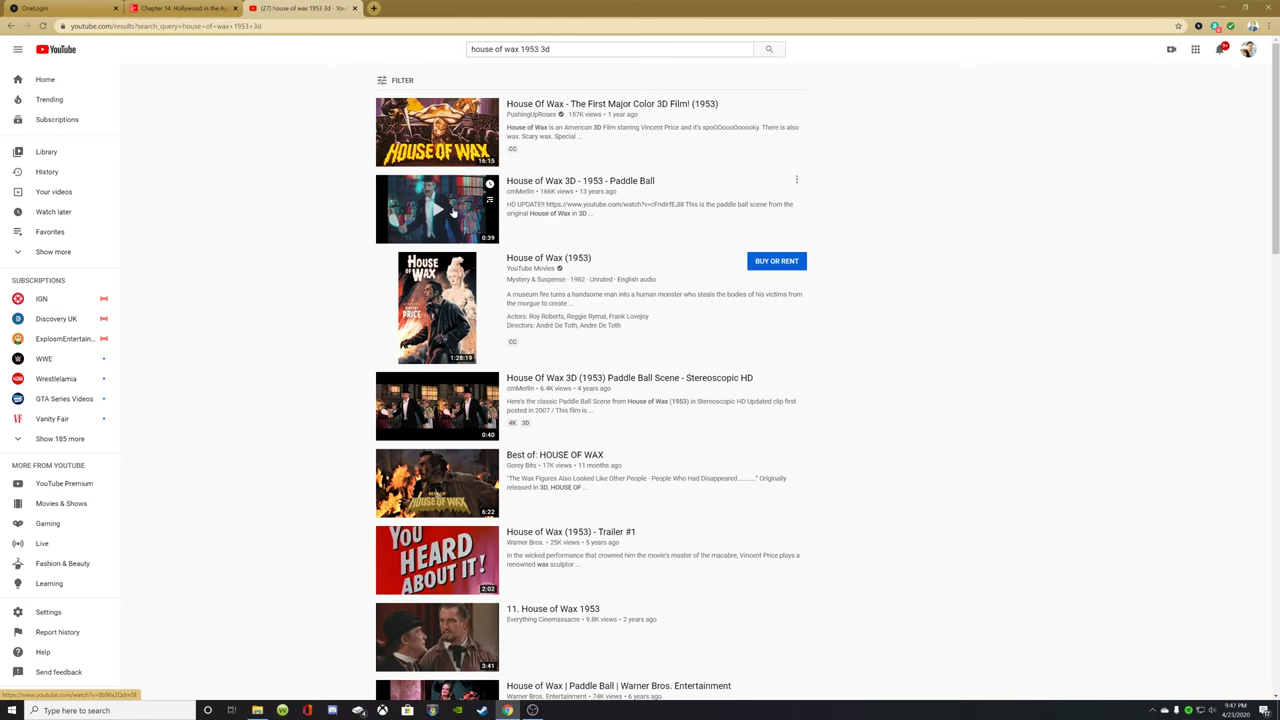 OneLogin
Chapter 14. Hollywood in the Ag
(27) house of wax 1953 3d - You
youtube.com/results?search_query=house+of+wax+1953+3d
YouTube
house of wax 1953 3d
9+
Home
Trending
Subscriptions
Library
History
Your videos
Watch later
Favorites
Show more
SUBSCRIPTIONS
IGN
Discovery UK
ExplosmEntertain...
WWE
Wrestlelamia
GTA Series Videos
Vanity Fair
Show 185 more
MORE FROM YOUTUBE
YouTube Premium
Movies & Shows
Gaming
Live
Fashion & Beauty
Learning
Settings
Report history
Help
Send feedback
FILTER
HOUSE OF WAX
16:15
House Of Wax - The First Major Color 3D Film! (1953)
PushingUpRoses 157K views • 1 year ago
House of Wax is an American 3D Film starring Vincent Price and it's spoOGoooGooooky. There is also
wax. Scary wax. Special ...
CC
0:39
House of Wax 3D - 1953 - Paddle Ball
cmMerlin • 166K views • 13 years ago
This is the paddle ball scene from the
original House of Wax in 3D ...
HOUSE OF WAX
VINCENT PRICE
1:28:19
House of Wax (1953)
YouTube Movies
Mystery & Suspense · 1982 · Unrated · English audio
A museum fire turns a handsome man into a human monster who steals the bodies of his victims from
the morgue to create ...
Actors: Roy Roberts, Reggie Rymal, Frank Lovejoy
Directors: André De Toth, Andre De Toth
CC
BUY OR RENT
0:40
House Of Wax 3D (1953) Paddle Ball Scene - Stereoscopic HD
cmMerlin • 6.4K views • 4 years ago
Here's the classic Paddle Ball Scene from House of Wax (1953) in Stereoscopic HD Updated clip first
posted in 2007 / This film is ...
4K 3D
HOUSE OF WAX
6:22
Best of: HOUSE OF WAX
Gorey Bits • 17K views • 11 months ago
"The Wax Figures Also Looked Like Other People - People Who Had Disappeared.........." Originally
released in 3D, HOUSE OF ...
YOU HEARD ABOUT IT!
2:02
House of Wax (1953) - Trailer #1
Warner Bros. • 25K views • 5 years ago
In the wicked performance that crowned him the movie's master of the macabre, Vincent Price plays a
renowned wax sculptor ...
3:41
11. House of Wax 1953
Everything Cinemassacre • 9.8K views • 2 years ago
House of Wax | Paddle Ball | Warner Bros. Entertainment
Warner Bros. Entertainment • 74K views • 6 years ago
Type here to search
9:47 PM
4/23/2020